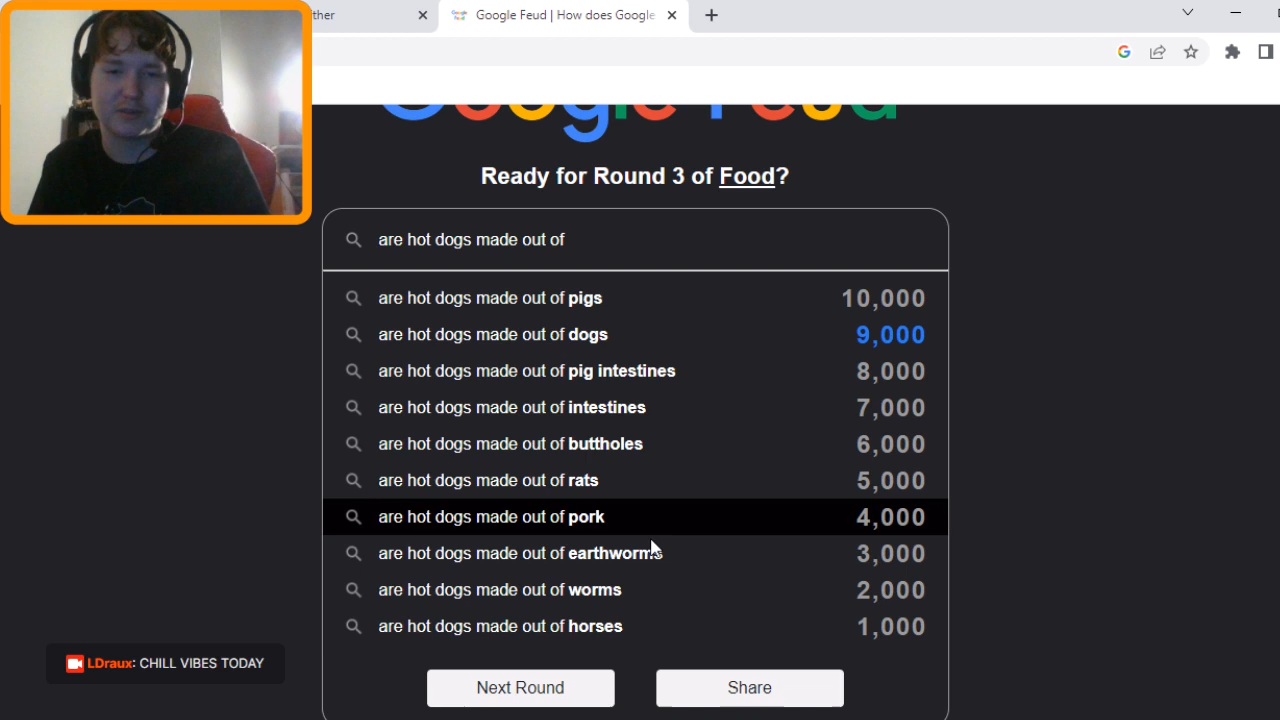 ther
Google Feud | How does Google
Google Feud
Ready for Round 3 of Food?
are hot dogs made out of
are hot dogs made out of pigs 10,000
are hot dogs made out of dogs 9,000
are hot dogs made out of pig intestines 8,000
are hot dogs made out of intestines 7,000
are hot dogs made out of buttholes 6,000
are hot dogs made out of rats 5,000
are hot dogs made out of pork 4,000
are hot dogs made out of earthworms 3,000
are hot dogs made out of worms 2,000
are hot dogs made out of horses 1,000
LDraux: CHILL VIBES TODAY
Next Round Share